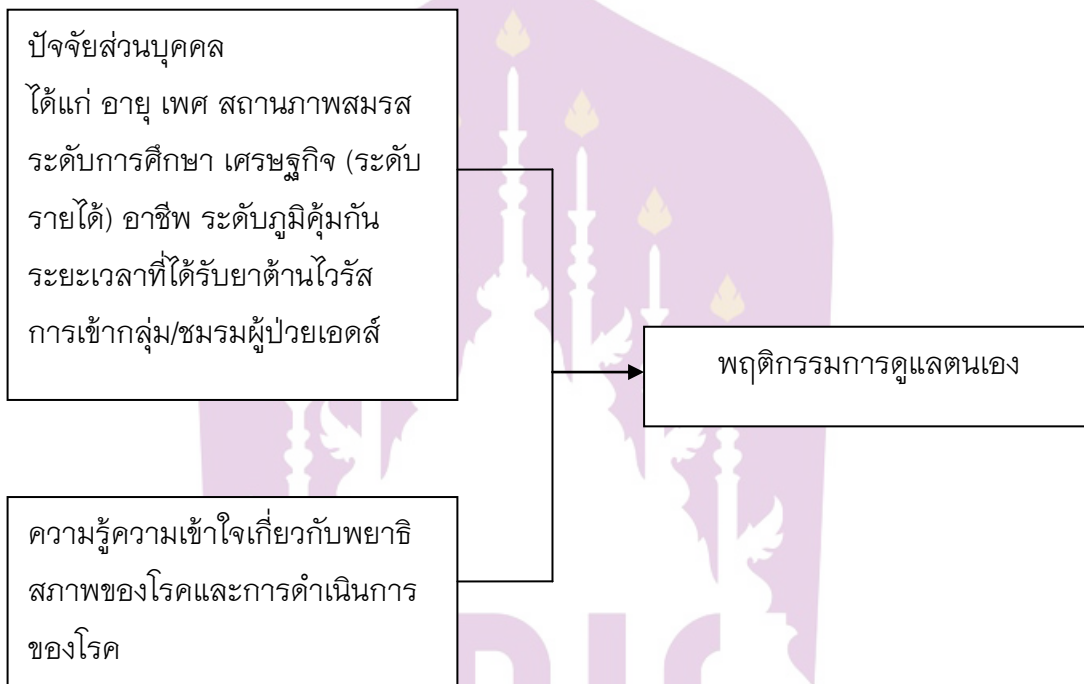 ปัจจัยส่วนบุคคล
ได้แก่ อายุ เพศ สถานภาพสมรส
ระดับการศึกษา เศรษฐกิจ (ระดับ
รายได้) อาชีพ ระดับภูมิคุ้มกัน
ระยะเวลาที่ได้รับยาต้านไวรัส
การเข้ากลุ่ม/ชมรมผู้ป่วยเอดส์
พฤติกรรมการดูแลตนเอง
ความรู้ความเข้าใจเกี่ยวกับพยาธิ
สภาพของโรคและการดำเนินการ
ของโรค